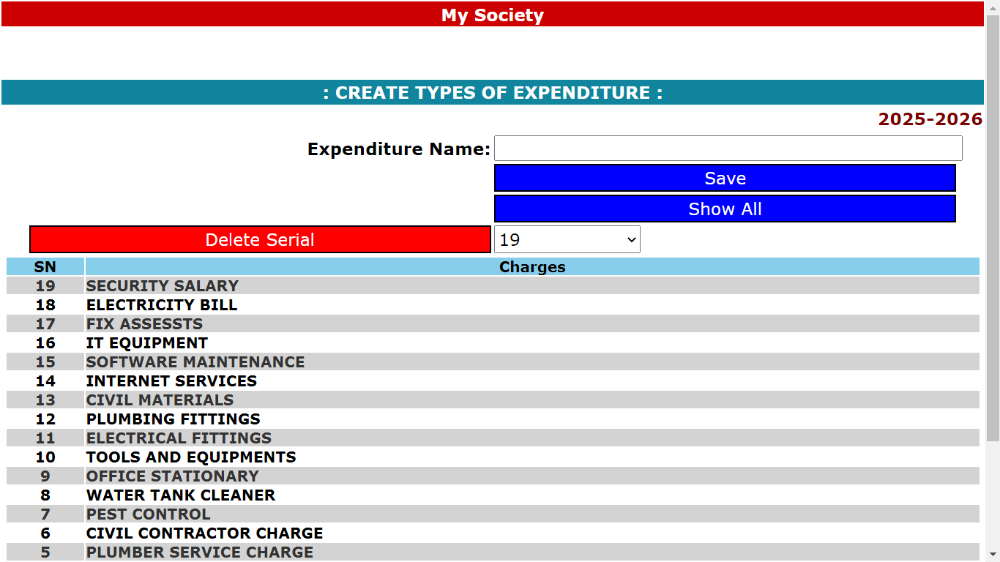 My Society
: CREATE TYPES OF EXPENDITURE :
2025-2026
Expenditure Name:
Save
Show All
Delete Serial 19
SN Charges
19 SECURITY SALARY
18 ELECTRICITY BILL
17 FIX ASSESSTS
16 IT EQUIPMENT
15 SOFTWARE MAINTENANCE
14 INTERNET SERVICES
13 CIVIL MATERIALS
12 PLUMBING FITTINGS
11 ELECTRICAL FITTINGS
10 TOOLS AND EQUIPMENTS
9 OFFICE STATIONARY
8 WATER TANK CLEANER
7 PEST CONTROL
6 CIVIL CONTRACTOR CHARGE
5 PLUMBER SERVICE CHARGE